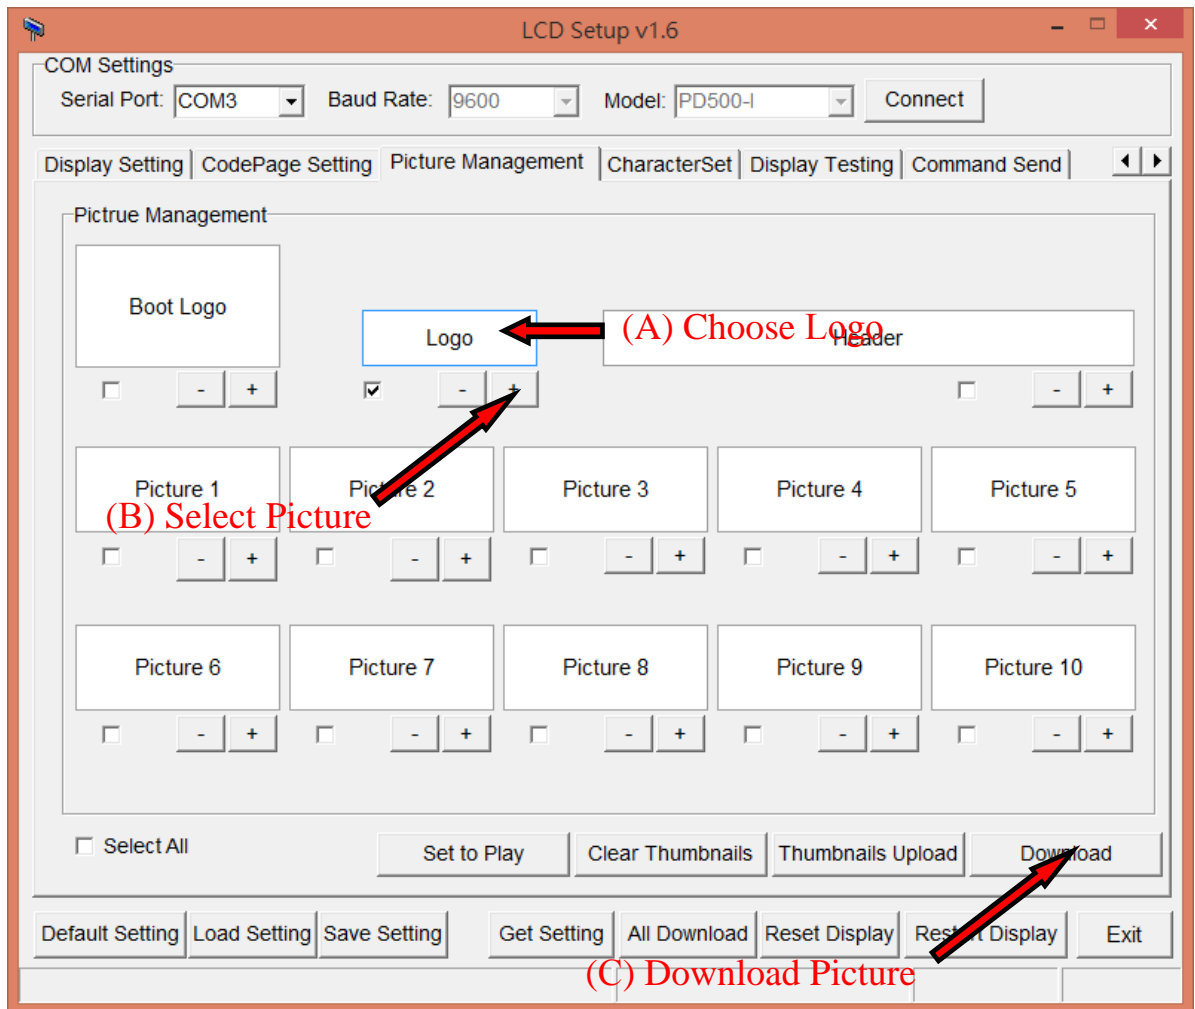 LCD Setup v1.6
COM Settings
Serial Port: COM3 Baud Rate: 9600 Model: PD500-I Connect
Display Setting CodePage Setting Picture Management CharacterSet Display Testing Command Send
Pictrue Management
Boot Logo
Logo (A) Choose Logo Header
- + - + - +
Picture 1 Picture 2 Picture 3 Picture 4 Picture 5
(B) Select Picture
- + - + - + - + - +
Picture 6 Picture 7 Picture 8 Picture 9 Picture 10
- + - + - + - + - +
Select All
Set to Play Clear Thumbnails Thumbnails Upload Download
Default Setting Load Setting Save Setting Get Setting All Download Reset Display Restart Display Exit
(C) Download Picture